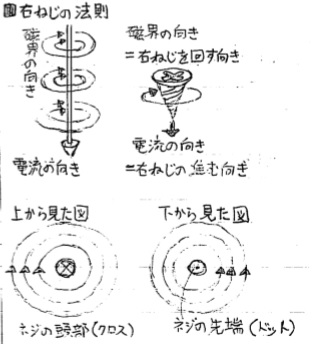 図右ねじの法則
磁界の向き
磁界の向き
=右ねじを回す向き
電流の向き
電流の向き
=右ねじの進む向き
上から見た図
下から見た図
ネジの頭部(クロス)
ネジの先端(ドット)